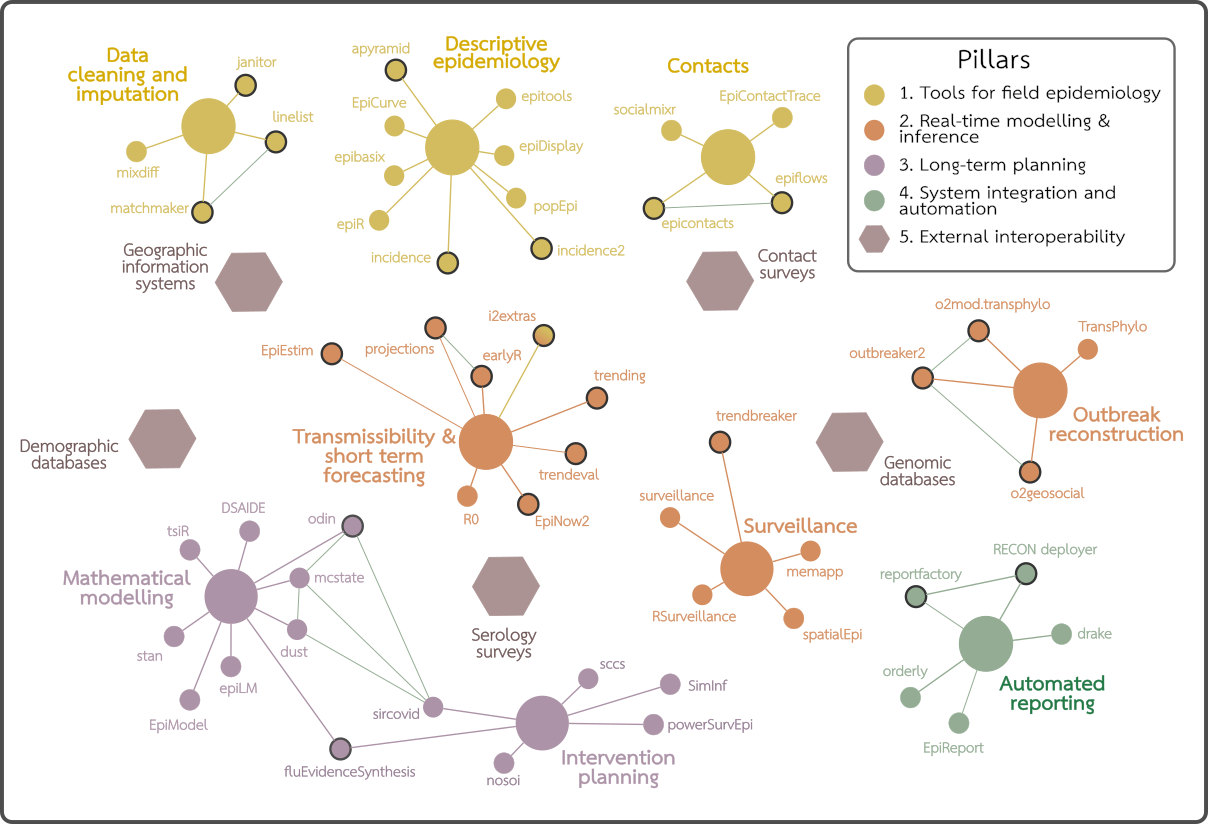 Data
cleaning and
imputation
janitor
linelist
mixdiff
matchmaker
Descriptive
epidemiology
apyramid
EpiCurve
epitools
epibasix
epiDisplay
epiR
popEpi
incidence
incidence2
Contacts
socialmixr
EpiContactTrace
epiflows
epicontacts
Pillars
1. Tools for field epidemiology
2. Real-time modelling &
inference
3. Long-term planning
4. System integration and
automation
5. External interoperability
Geographic
information
systems
Contact
surveys
Demographic
databases
Genomic
databases
Serology
surveys
EpiEstim
projections
i2extras
earlyR
trending
Transmissibility &
short term
forecasting
trendeval
R0
EpiNow2
o2mod.transphylo
TransPhylo
outbreaker2
Outbreak
reconstruction
o2geosocial
trendbreaker
surveillance
Surveillance
memapp
RSurveillance
spatialEpi
DSAIDE
odin
tsiR
mcstate
Mathematical
modelling
dust
stan
epiLM
EpiModel
sircovid
fluEvidenceSynthesis
sccs
SimInf
powerSurvEpi
Intervention
planning
nosoi
RECON deployer
reportfactory
drake
orderly
Automated
reporting
EpiReport